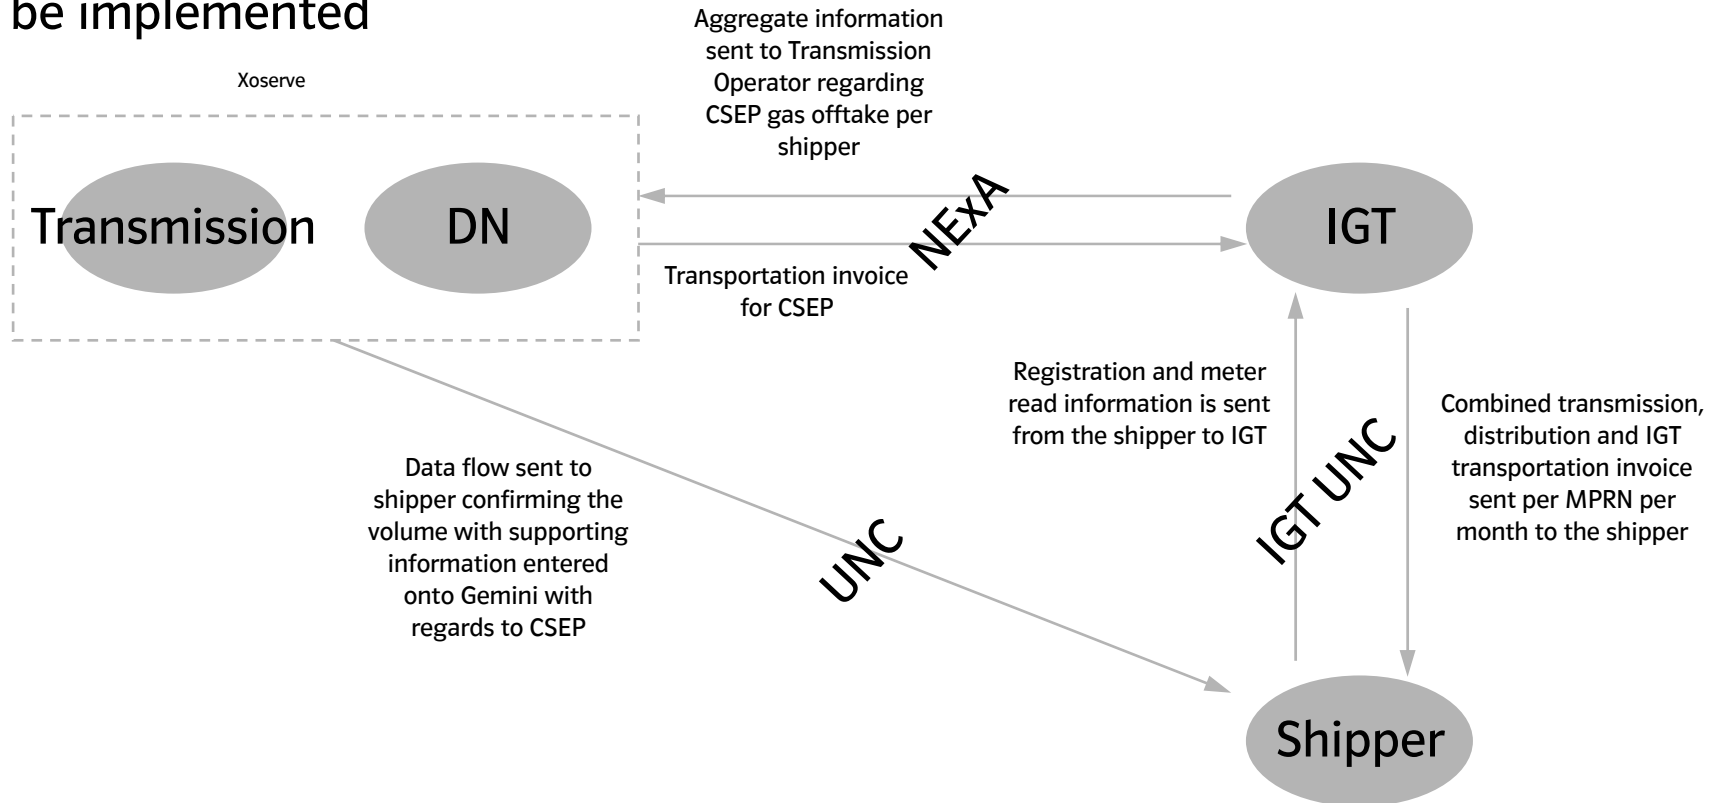 be implemented
Xoserve
Aggregate information
sent to Transmission
Operator regarding
CSEP gas offtake per
shipper
Transmission
DN
NExA
IGT
Transportation invoice
for CSEP
Registration and meter
read information is sent
from the shipper to IGT
Combined transmission,
distribution and IGT
transportation invoice
sent per MPRN per
month to the shipper
IGT UNC
Data flow sent to
shipper confirming the
volume with supporting
information entered
onto Gemini with
regards to CSEP
UNC
Shipper